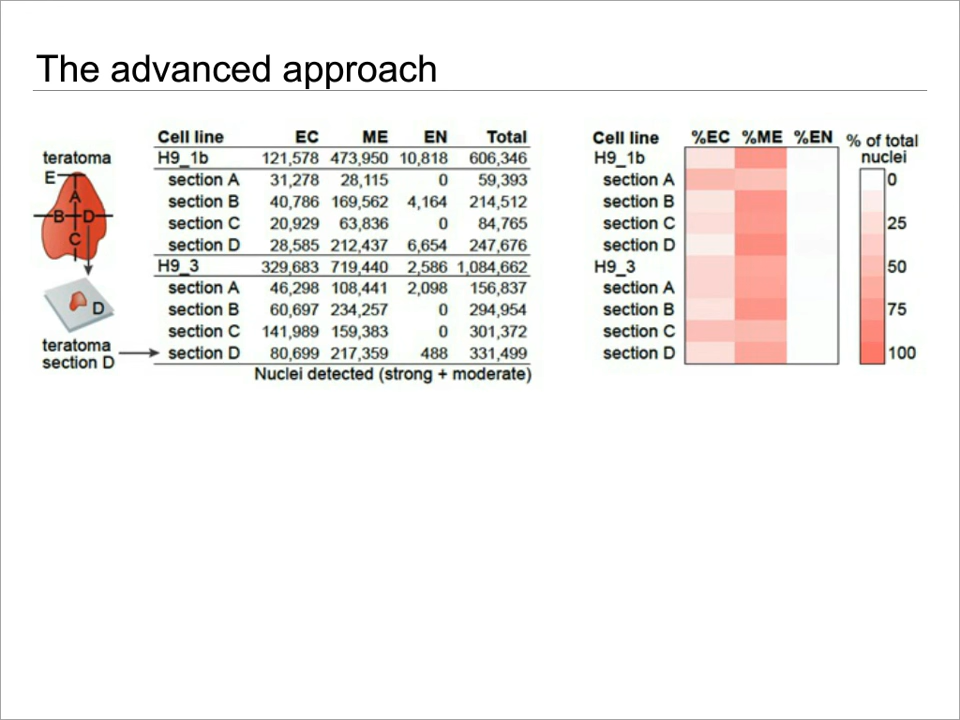 The advanced approach
teratoma
E
A
B D
C
D
teratoma
section D
Cell line EC ME EN Total
H9_1b 121,578 473,950 10,818 606,346
section A 31,278 28,115 0 59,393
section B 40,786 169,562 4,164 214,512
section C 20,929 63,836 0 84,765
section D 28,585 212,437 6,654 247,676
H9_3 329,683 719,440 2,586 1,084,662
section A 46,298 108,441 2,098 156,837
section B 60,697 234,257 0 294,954
section C 141,989 159,383 0 301,372
section D 80,699 217,359 488 331,499
Nuclei detected (strong + moderate)
Cell line %EC %ME %EN
H9_1b
section A
section B
section C
section D
H9_3
section A
section B
section C
section D
% of total
nuclei
0
25
50
75
100